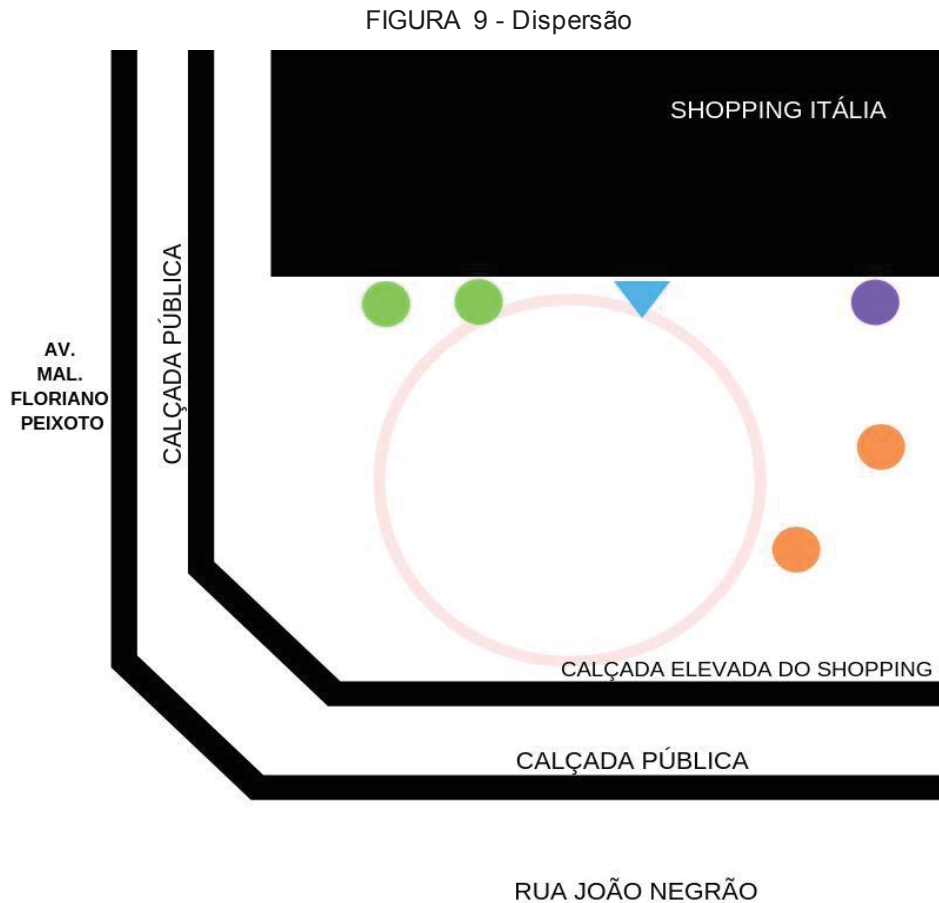 FIGURA 9 - Dispersão
SHOPPING ITÁLIA
CALÇADA PÚBLICA
AV.
MAL.
FLORIANO
PEIXOTO
CALÇADA ELEVADA DO SHOPPING
CALÇADA PÚBLICA
RUA JOÃO NEGRÃO